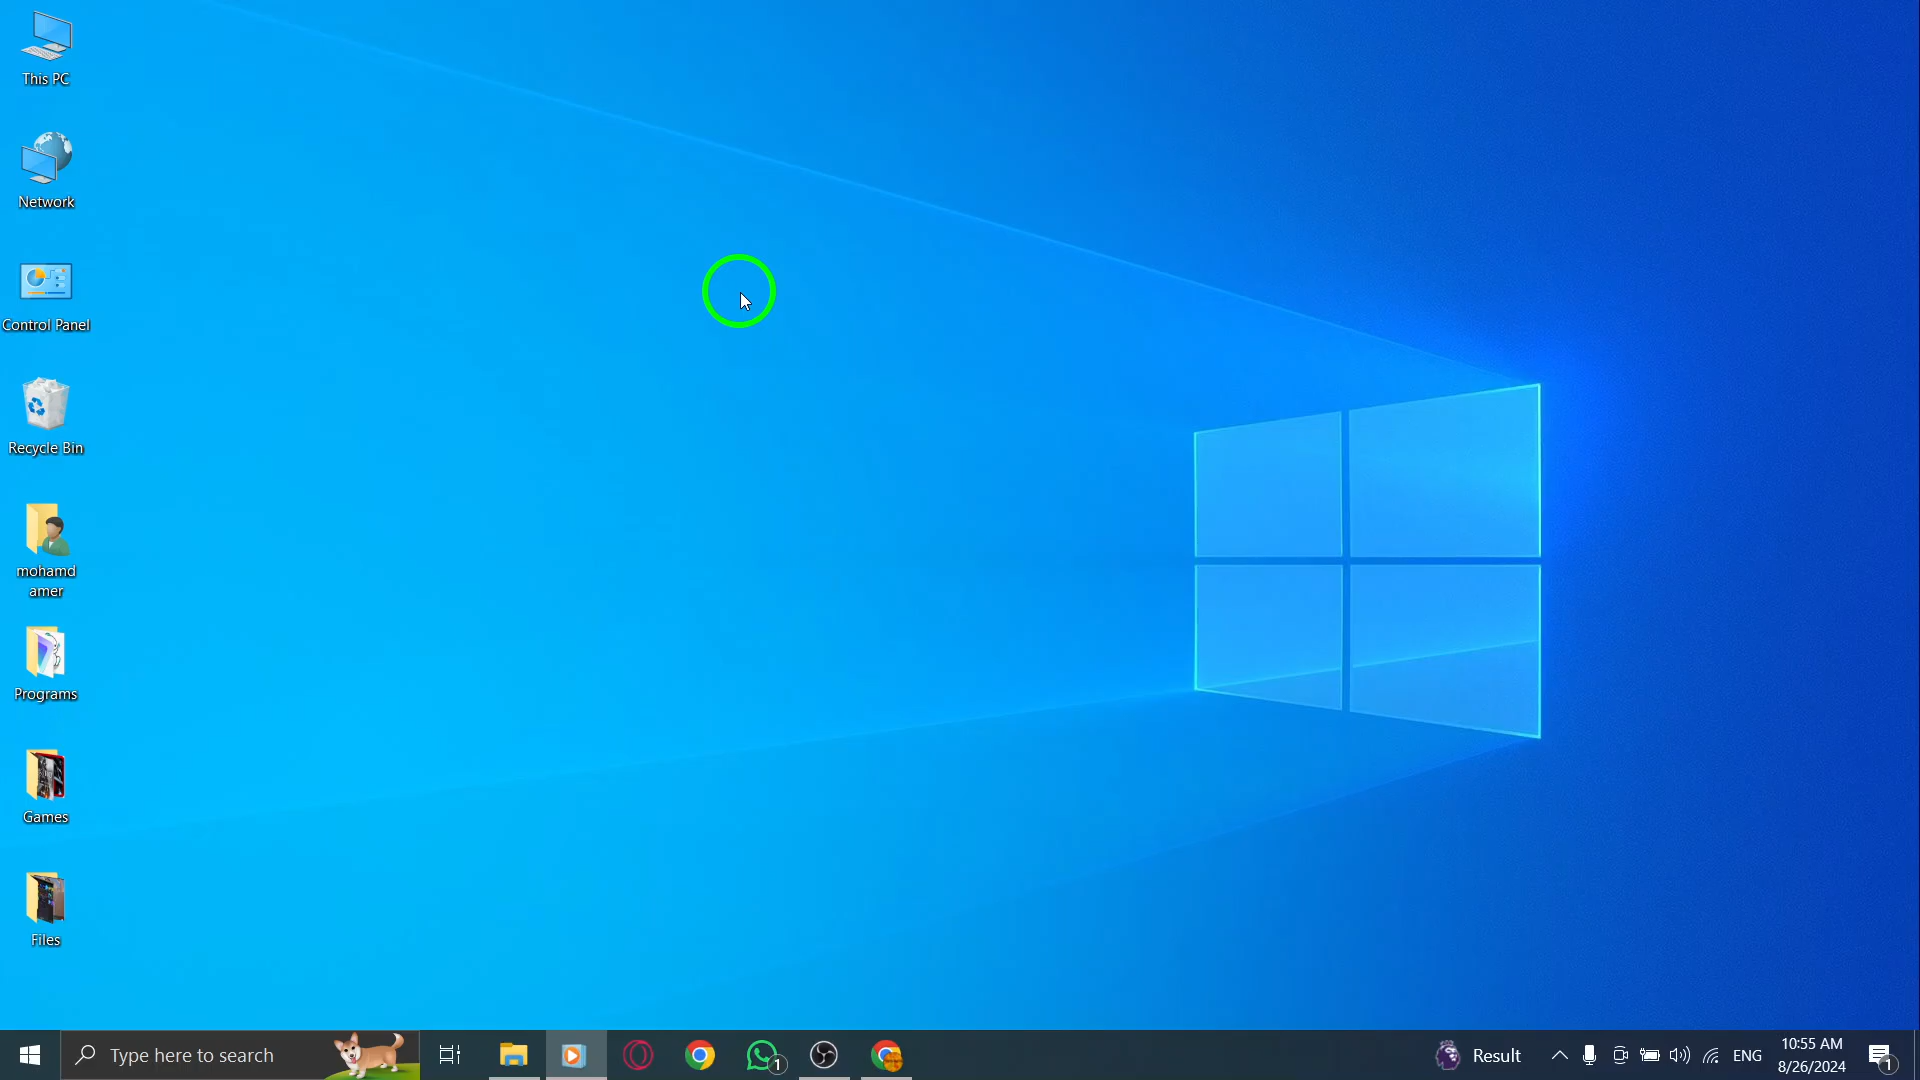 This PC
Network
Control Panel
Recycle Bin
mohamd
amer
Programs
Games
Files
Type here to search
1
Result
ENG
10:55 AM
8/26/2024
1